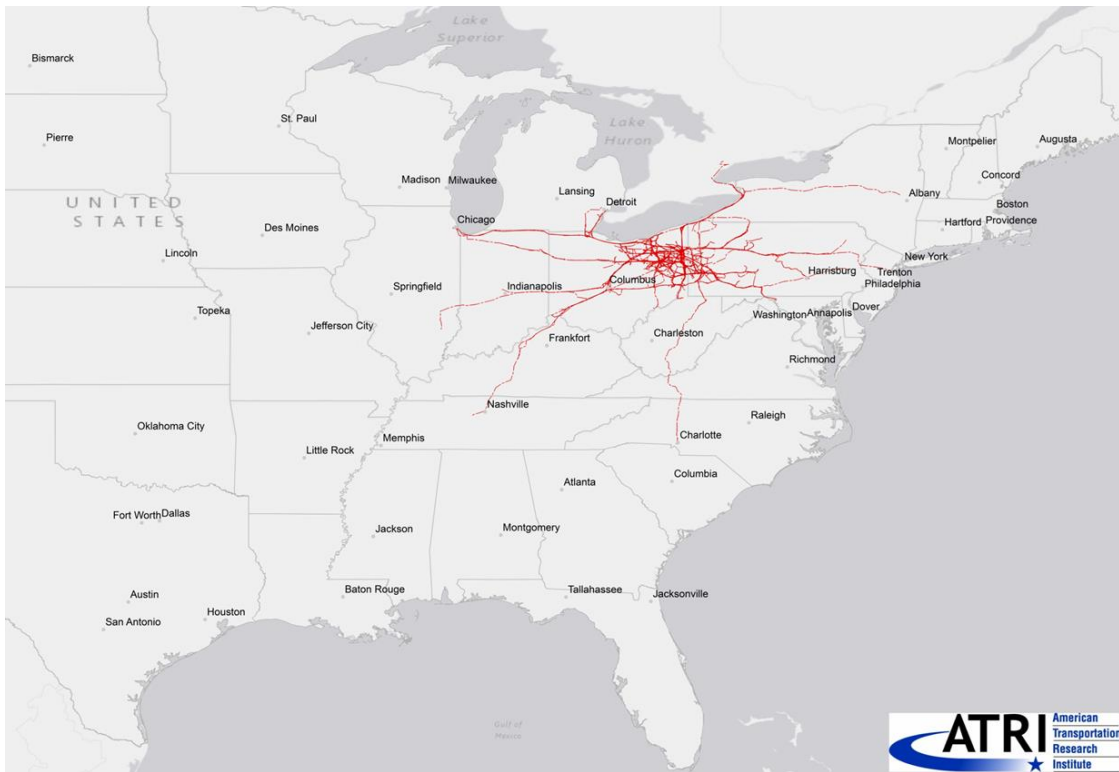 Lake
Superior
Bismarck
St. Paul
Pierre
Lake
Huron
Montpelier
Augusta
Madison
Milwaukee
Lansing
Detroit
Concord
Albany
Boston
UNITED
STATES
Chicago
Hartford
Providence
Des Moines
Lincoln
New York
Harrisburg
Trenton
Philadelphia
Springfield
Indianapolis
Columbus
Topeka
Jefferson City
Washington
Annapolis
Dover
Frankfort
Charleston
Richmond
Nashville
Raleigh
Oklahoma City
Memphis
Charlotte
Little Rock
Columbia
Atlanta
Fort Worth
Dallas
Jackson
Montgomery
Austin
Baton Rouge
Tallahassee
Jacksonville
San Antonio
Houston
Gulf of
Mexico
ATRI
American
Transportation
Research
Institute